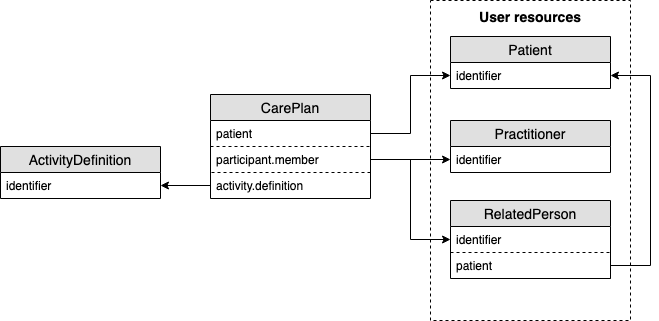 User resources
Patient
identifier
CarePlan
patient
participant.member
activity.definition
Practitioner
identifier
ActivityDefinition
identifier
RelatedPerson
identifier
patient